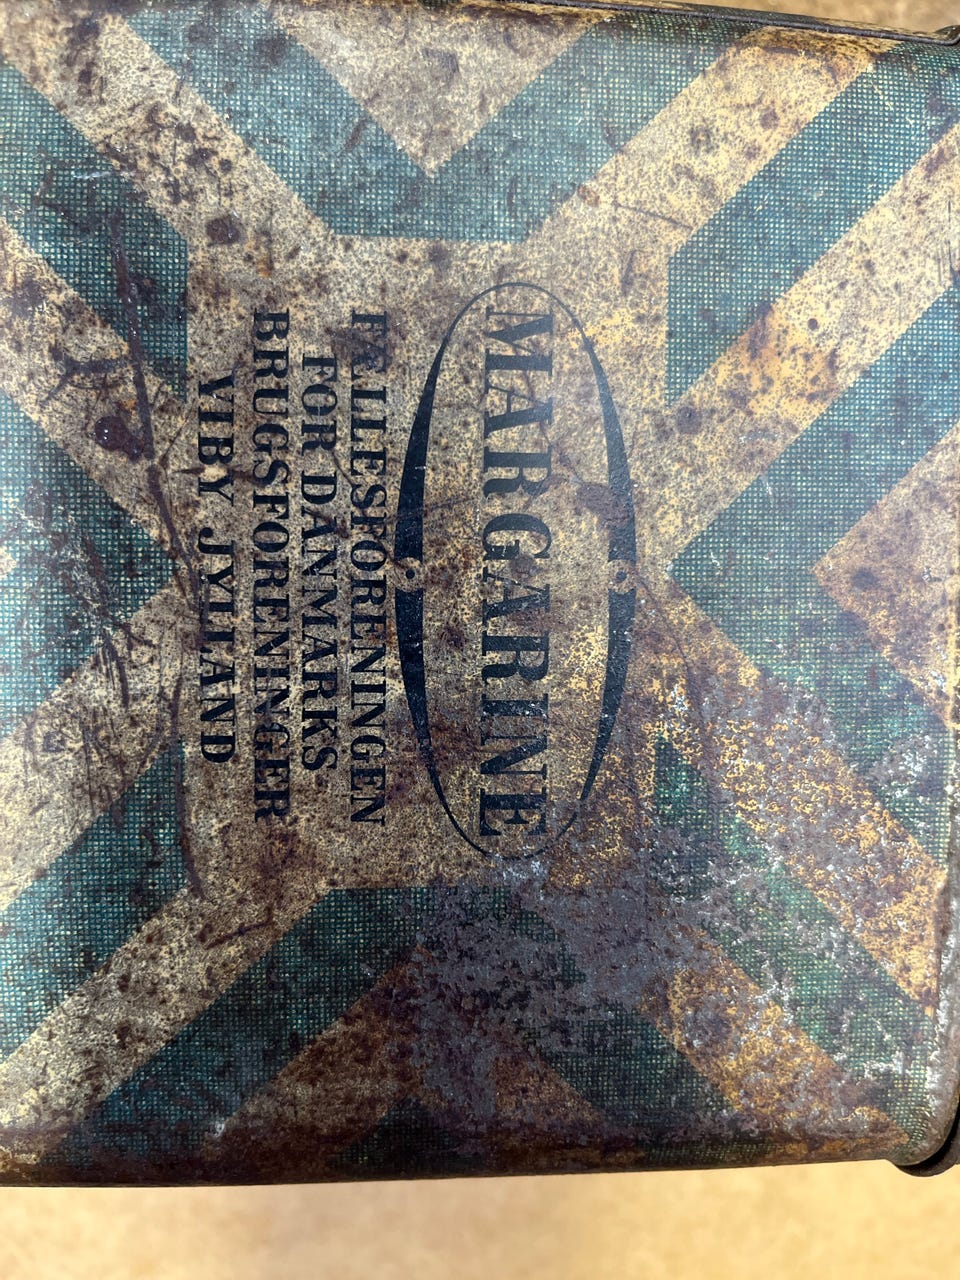 MARGARINE
FÆLLESFORENINGEN
FOR DANMARKS
BRUGSFORENINGER
VIBY JYLLAND